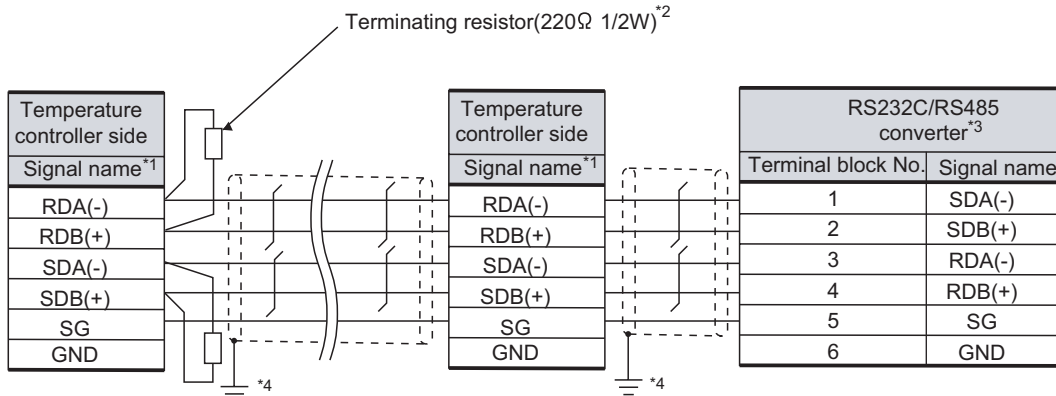 Terminating resistor(220Ω 1/2W)*2
Temperature
controller side
Signal name*1
RDA(-)
RDB(+)
SDA(-)
SDB(+)
SG
GND
*4
Temperature
controller side
Signal name*1
RDA(-)
RDB(+)
SDA(-)
SDB(+)
SG
GND
*4
RS232C/RS485
converter*3
Terminal block No. Signal name
1 SDA(-)
2 SDB(+)
3 RDA(-)
4 RDB(+)
5 SG
6 GND